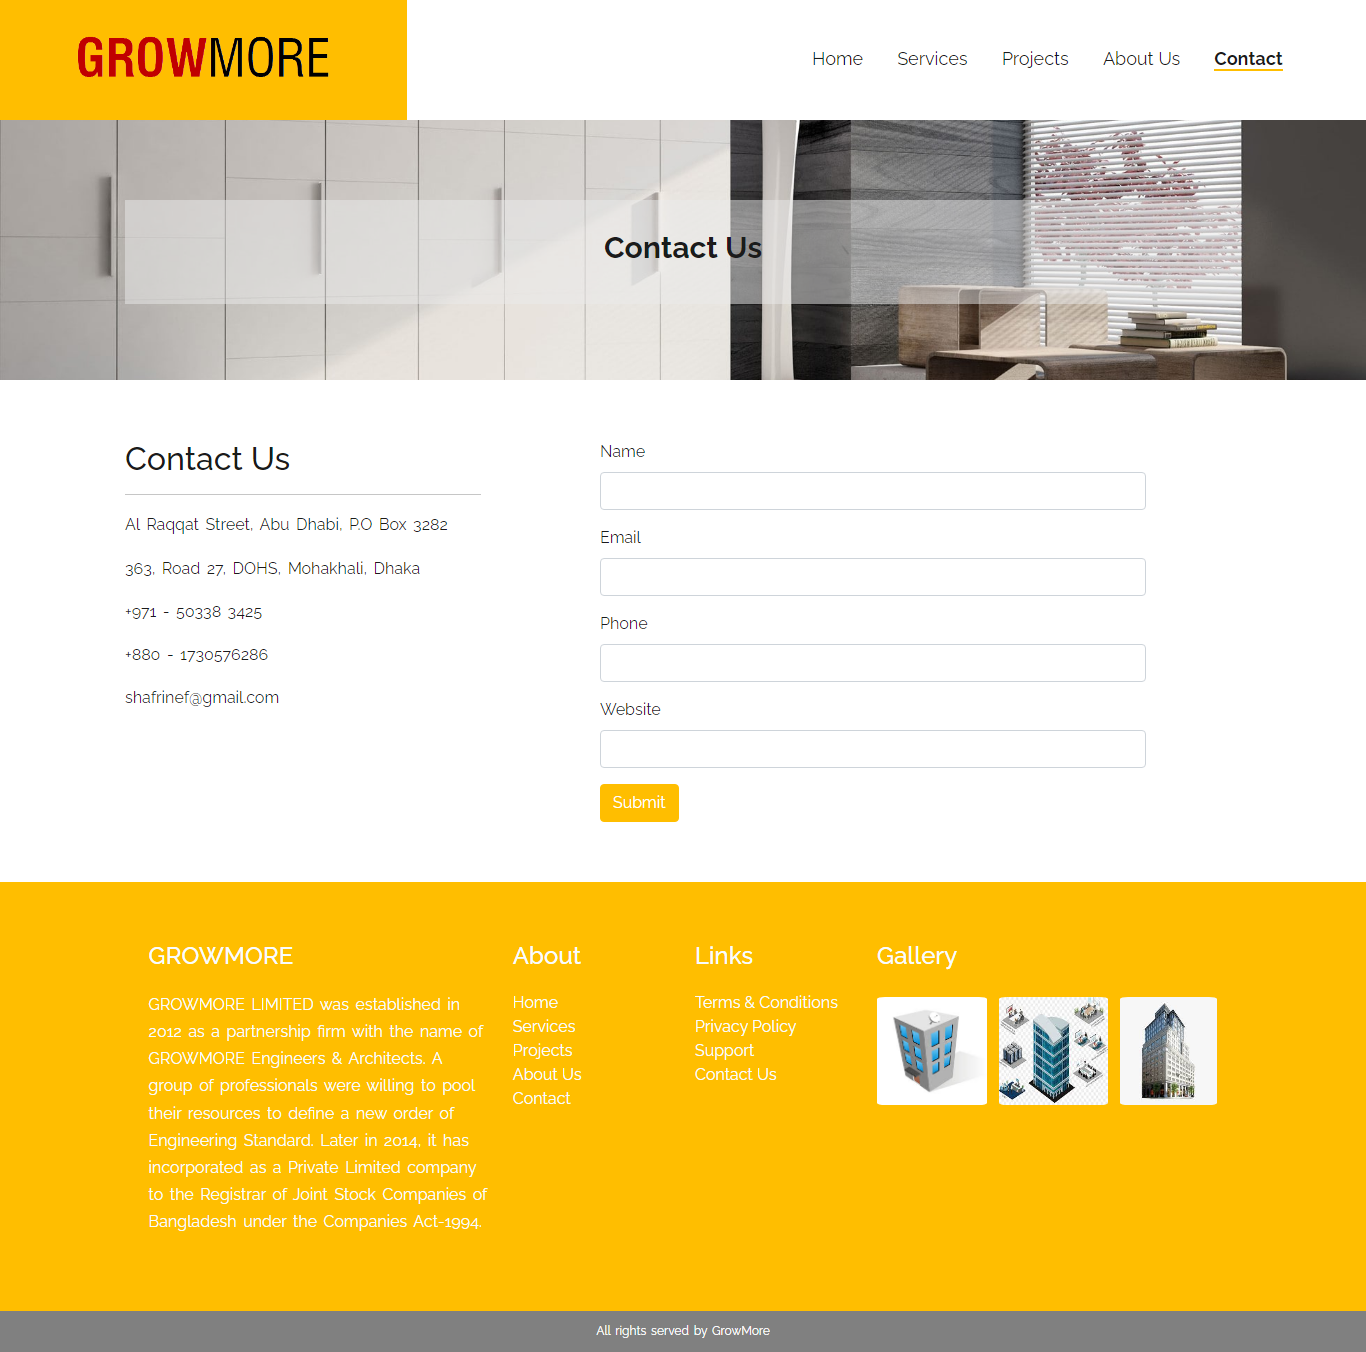 GROWMORE
Home Services Projects About Us Contact
Contact Us
Contact Us
Al Raqqat Street, Abu Dhabi, P.O Box 3282
363, Road 27, DOHS, Mohakhali, Dhaka
+971 - 50338 3425
+880 - 1730576286
shafrinef@gmail.com
Name
Email
Phone
Website
Submit
GROWMORE
GROWMORE LIMITED was established in
2012 as a partnership firm with the name of
GROWMORE Engineers & Architects. A
group of professionals were willing to pool
their resources to define a new order of
Engineering Standard. Later in 2014, it has
incorporated as a Private Limited company
to the Registrar of Joint Stock Companies of
Bangladesh under the Companies Act-1994.
About
Home
Services
Projects
About Us
Contact
Links
Terms & Conditions
Privacy Policy
Support
Contact Us
Gallery
All rights served by GrowMore